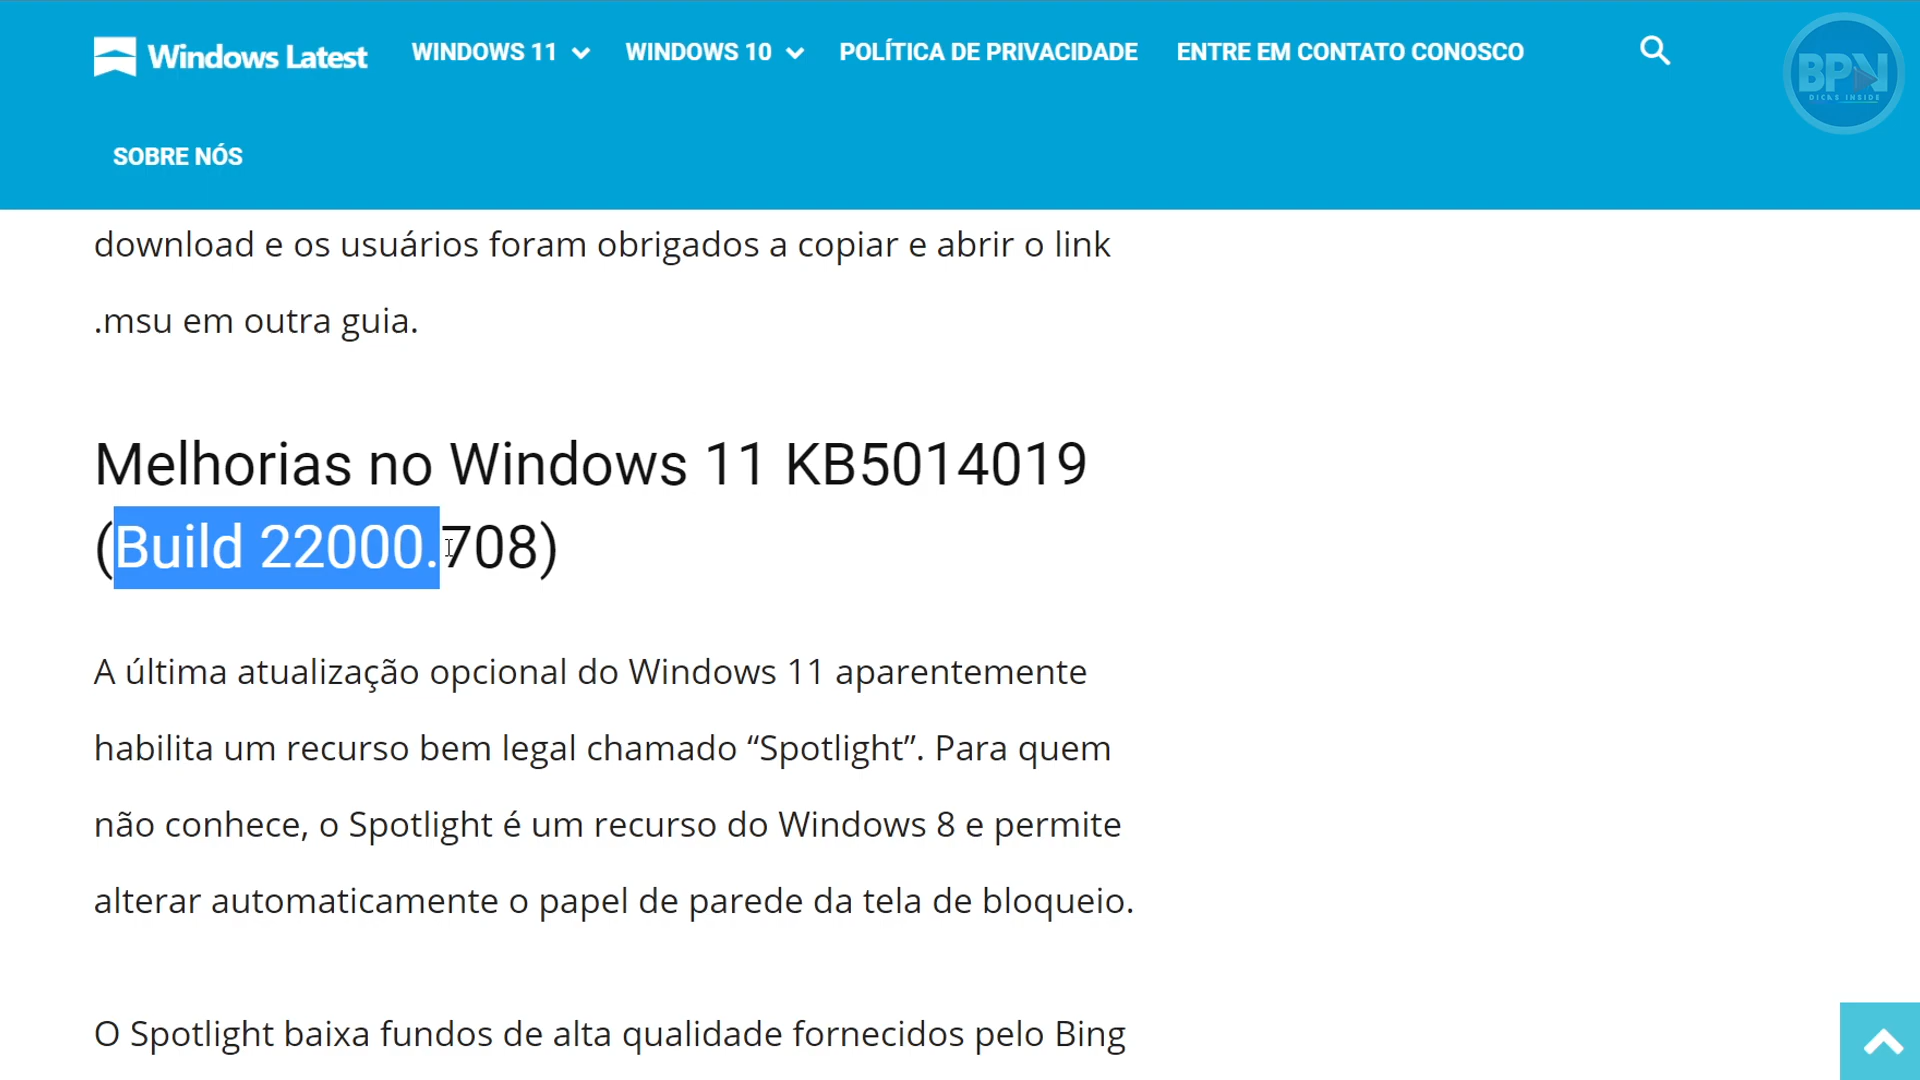 Windows Latest
WINDOWS 11
WINDOWS 10
POLÍTICA DE PRIVACIDADE
ENTRE EM CONTATO CONOSCO
BPN
DICAS INSIDE
SOBRE NÓS
download e os usuários foram obrigados a copiar e abrir o link
.msu em outra guia.
Melhorias no Windows 11 KB5014019
(Build 22000.708)
A última atualização opcional do Windows 11 aparentemente
habilita um recurso bem legal chamado “Spotlight”. Para quem
não conhece, o Spotlight é um recurso do Windows 8 e permite
alterar automaticamente o papel de parede da tela de bloqueio.
O Spotlight baixa fundos de alta qualidade fornecidos pelo Bing